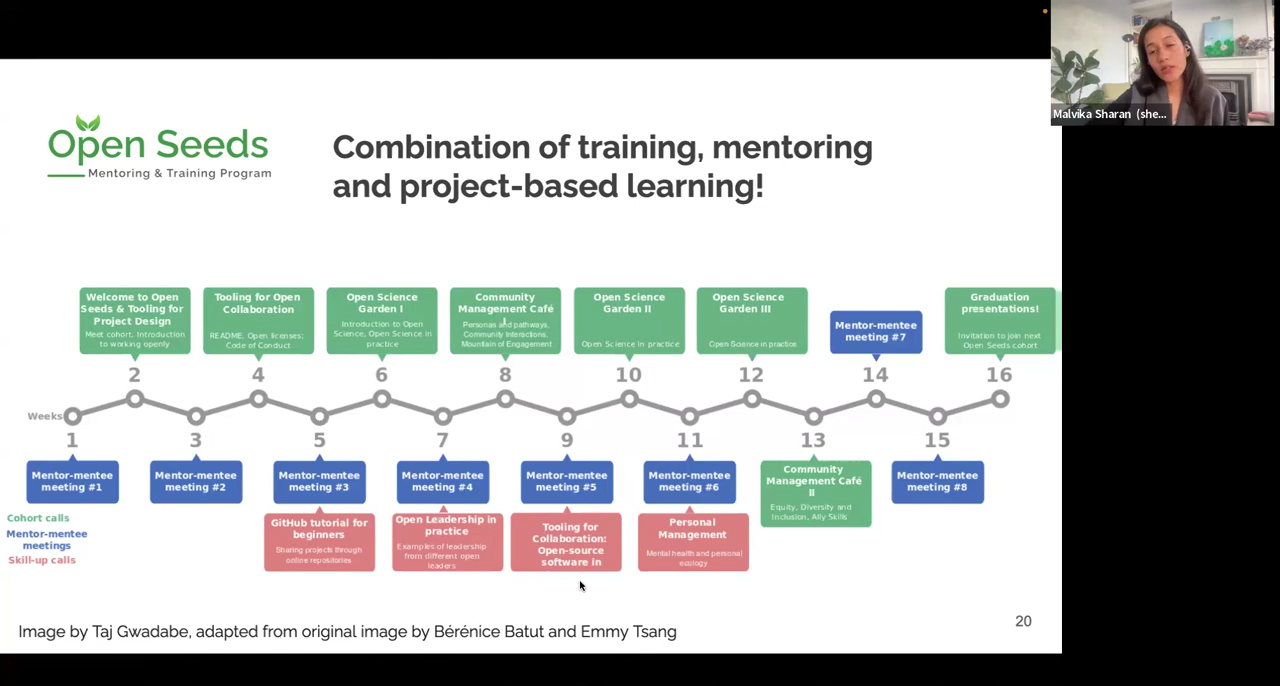 Malvika Sharan (she...
Open Seeds
Mentoring & Training Program
Combination of training, mentoring
and project-based learning!
Welcome to Open
Seeds & Tooling for
Project Design
Meet cohort, Introduction
to working openly
Tooling for Open
Collaboration
README, Open licenses;
Code of Conduct
Open Science
Garden I
Introduction to Open
Science, Open Science in
practice
Community
Management Café
I
Personas and pathways,
Community Interactions,
Mountain of Engagement
Open Science
Garden II
Open Science in practice
Open Science
Garden III
Open Science in practice
Mentor-mentee
meeting #7
Graduation
presentations!
Invitation to join next
Open Seeds cohort
2
4
6
8
10
12
14
16
Weeks
1
3
5
7
9
11
13
15
Mentor-mentee
meeting #1
Mentor-mentee
meeting #2
Mentor-mentee
meeting #3
Mentor-mentee
meeting #4
Mentor-mentee
meeting #5
Mentor-mentee
meeting #6
Community
Management Café
II
Equity, Diversity and
Inclusion, Ally Skills
Mentor-mentee
meeting #8
Cohort calls
Mentor-mentee
meetings
Skill-up calls
GitHub tutorial for
beginners
Sharing projects through
online repositories
Open Leadership in
practice
Examples of leadership
from different open
leaders
Tooling for
Collaboration:
Open-source
software in
Personal
Management
Mental health and personal
ecology
Image by Taj Gwadabe, adapted from original image by Bérénice Batut and Emmy Tsang
20